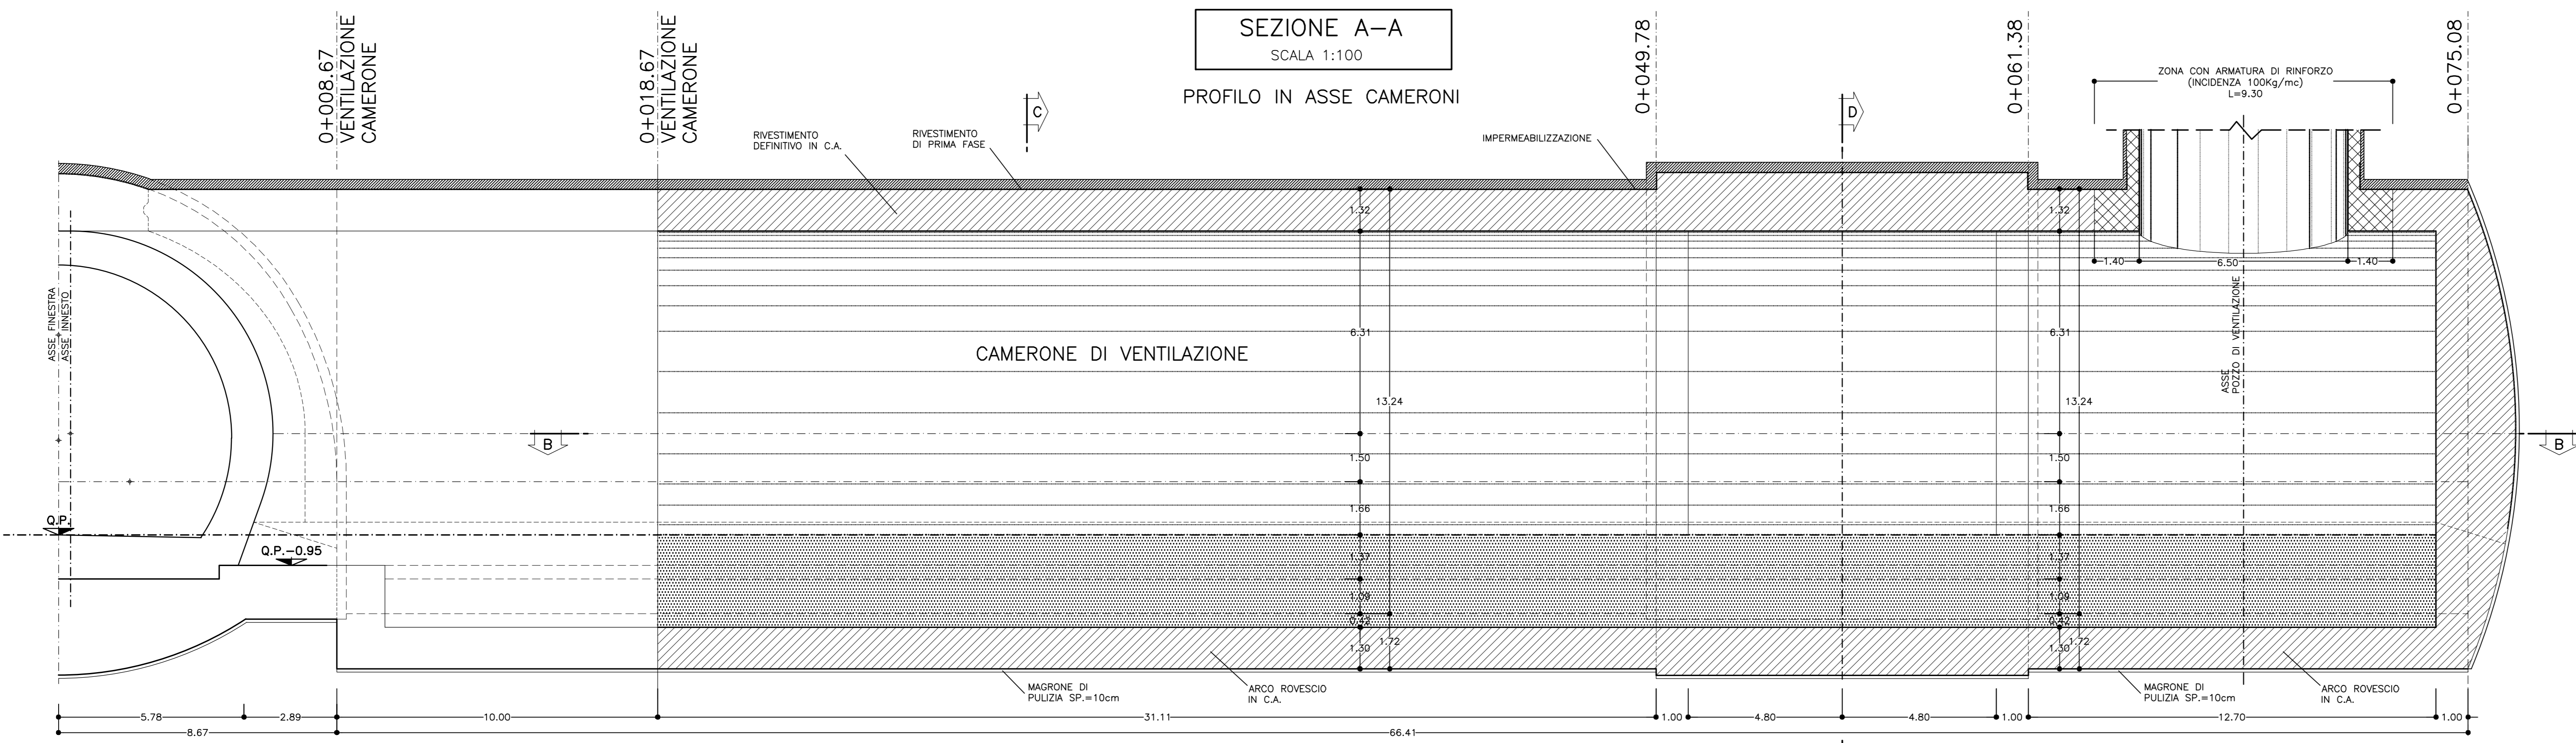 SEZIONE A-A
SCALA 1:100
PROFILO IN ASSE CAMERONI
0+008.67
VENTILAZIONE
CAMERONE
0+018.67
VENTILAZIONE
CAMERONE
0+049.78
0+061.38
0+075.08
ZONA CON ARMATURA DI RINFORZO
(INCIDENZA 100Kg/mc)
L=9.30
C
D
RIVESTIMENTO
DEFINITIVO IN C.A.
RIVESTIMENTO
DI PRIMA FASE
IMPERMEABILIZZAZIONE
1.32
1.32
1.40
6.50
1.40
ASSE FINESTRA
ASSE INNESTO
6.31
6.31
ASSE
POZZO DI VENTILAZIONE
CAMERONE DI VENTILAZIONE
13.24
13.24
B
B
1.50
1.50
1.66
1.66
Q.P.
Q.P.-0.95
1.37
1.37
1.09
1.09
0.42
0.42
1.72
1.72
1.30
1.30
MAGRONE DI
PULIZIA SP.=10cm
ARCO ROVESCIO
IN C.A.
MAGRONE DI
PULIZIA SP.=10cm
ARCO ROVESCIO
IN C.A.
5.78
2.89
10.00
31.11
1.00
4.80
4.80
1.00
12.70
1.00
8.67
66.41